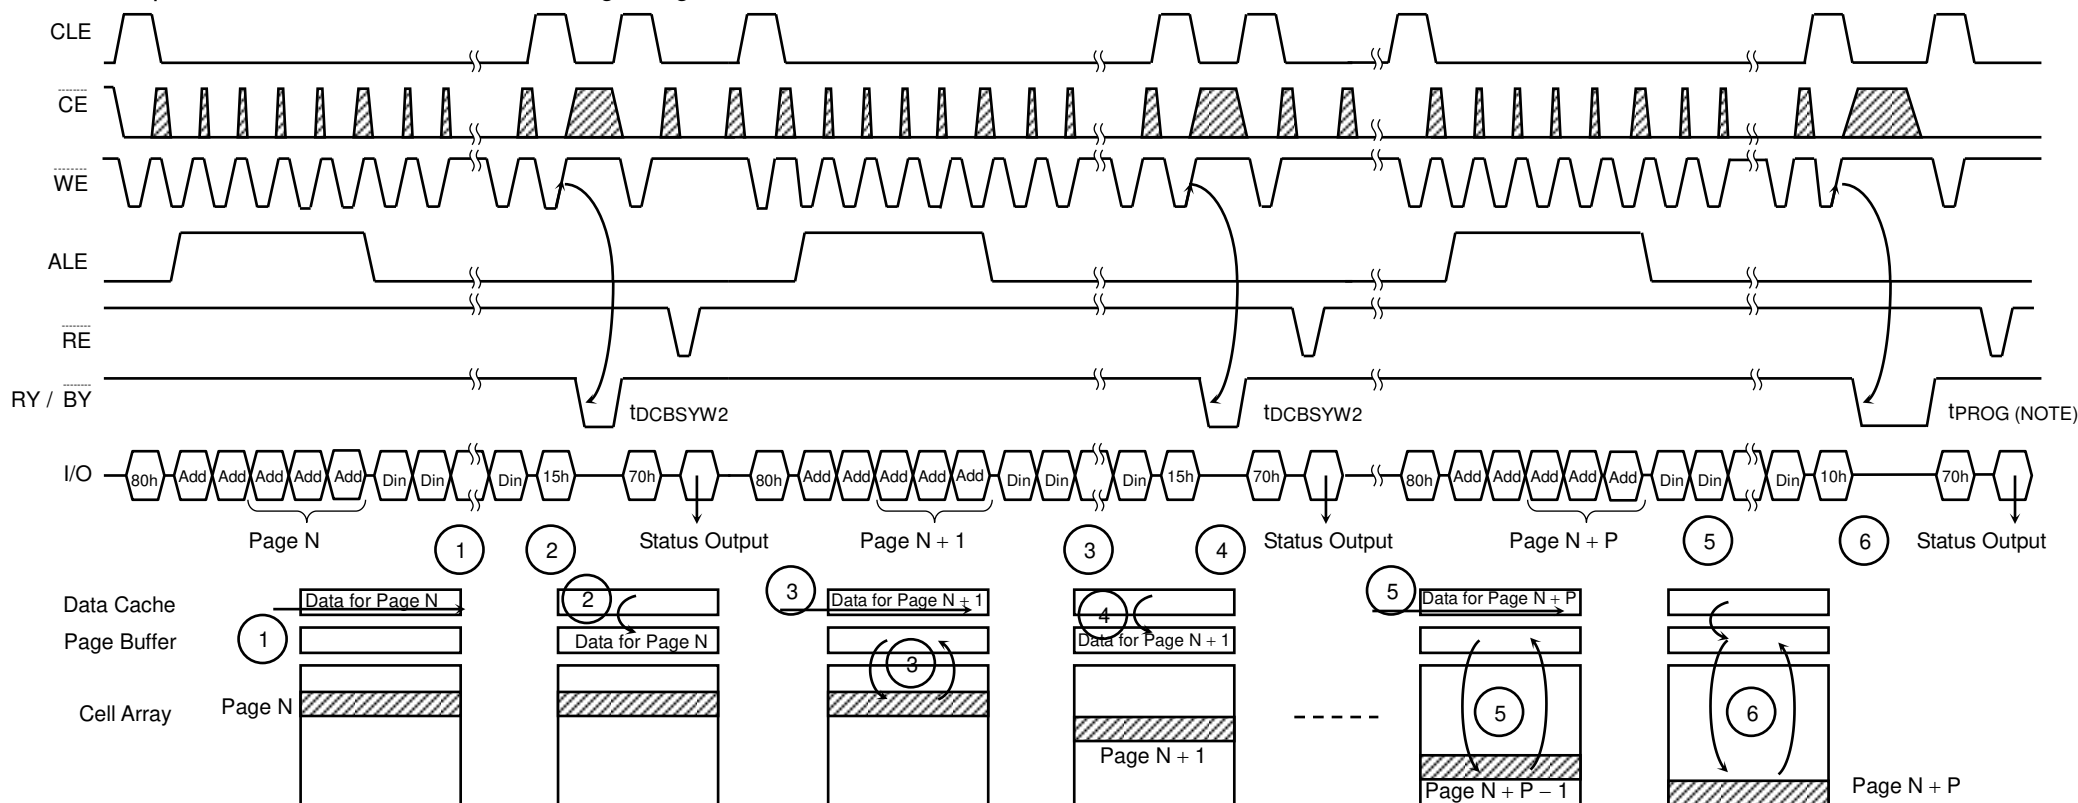 CLE
CE
WE
ALE
RE
RY / BY
tDCBSYW2 tDCBSYW2 tPROG (NOTE)
I/O 80h Add Add Add Add Add Din Din Din 15h 70h 80h Add Add Add Add Add Din Din Din 15h 70h 80h Add Add Add Add Add Din Din Din 10h 70h
Page N 1 2 Status Output Page N + 1 3 4 Status Output Page N + P 5 6 Status Output
Data Cache Data for Page N 2 3 Data for Page N + 1 4 5 Data for Page N + P
Page Buffer 1 Data for Page N 3 Data for Page N + 1
Cell Array Page N 5 6
Page N + 1
Page N + P − 1 Page N + P